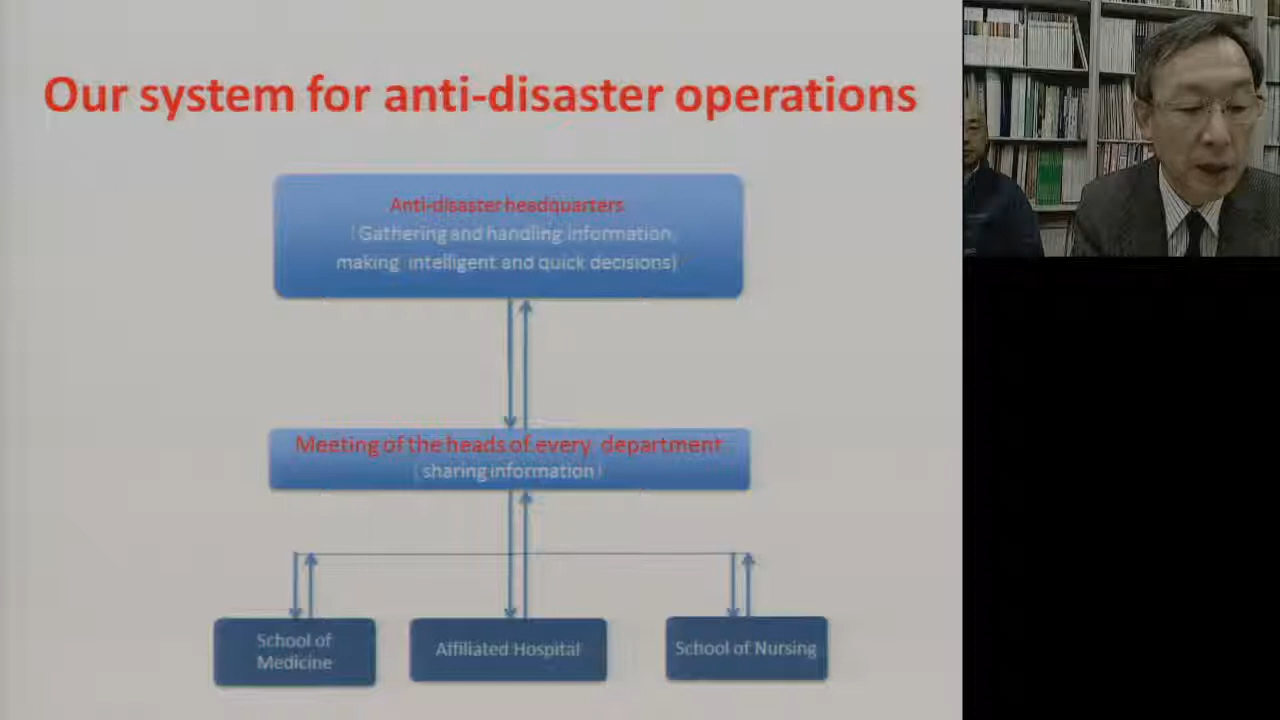 Our system for anti-disaster operations
Anti-disaster headquarters
(Gathering and handling information,
making intelligent and quick decisions)
Meeting of the heads of every department
(sharing information)
School of
Medicine
Affiliated Hospital
School of Nursing